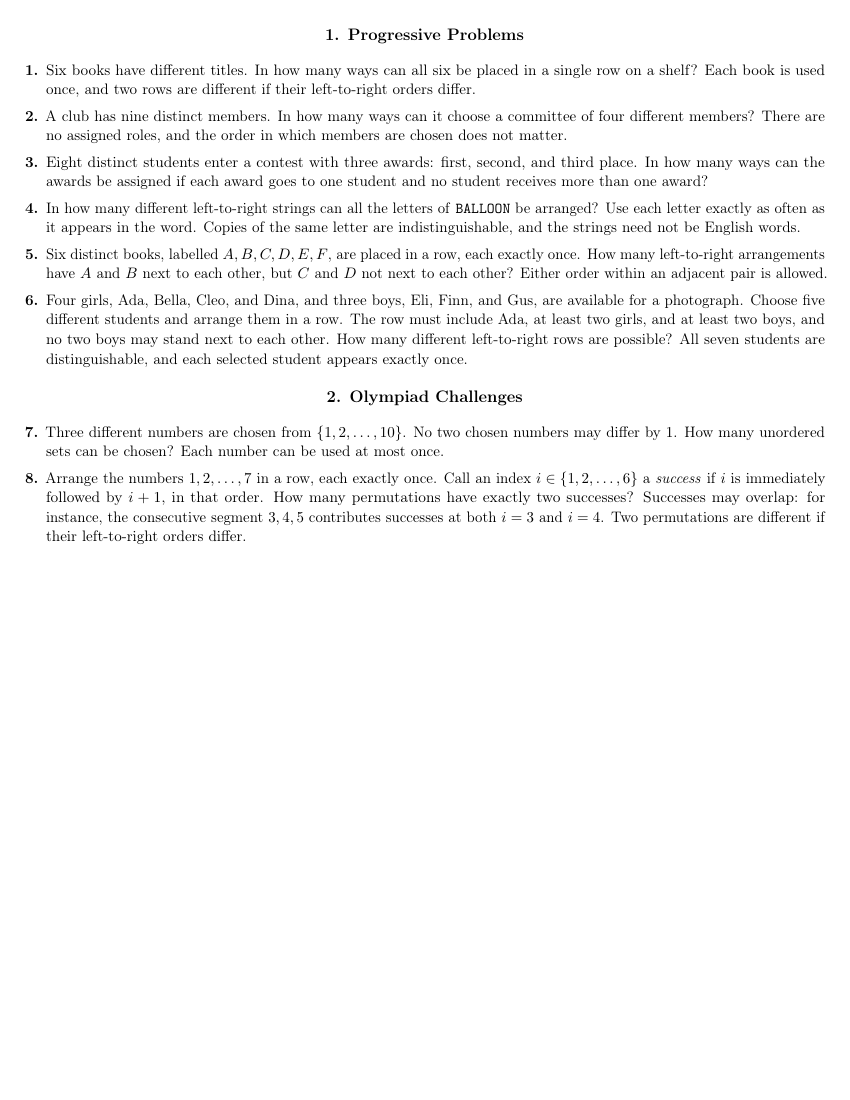 1. Progressive Problems
1. Six books have different titles. In how many ways can all six be placed in a single row on a shelf? Each book is used
once, and two rows are different if their left-to-right orders differ.
2. A club has nine distinct members. In how many ways can it choose a committee of four different members? There are
no assigned roles, and the order in which members are chosen does not matter.
3. Eight distinct students enter a contest with three awards: first, second, and third place. In how many ways can the
awards be assigned if each award goes to one student and no student receives more than one award?
4. In how many different left-to-right strings can all the letters of BALLOON be arranged? Use each letter exactly as often as
it appears in the word. Copies of the same letter are indistinguishable, and the strings need not be English words.
5. Six distinct books, labelled A, B, C, D, E, F, are placed in a row, each exactly once. How many left-to-right arrangements
have A and B next to each other, but C and D not next to each other? Either order within an adjacent pair is allowed.
6. Four girls, Ada, Bella, Cleo, and Dina, and three boys, Eli, Finn, and Gus, are available for a photograph. Choose five
different students and arrange them in a row. The row must include Ada, at least two girls, and at least two boys, and
no two boys may stand next to each other. How many different left-to-right rows are possible? All seven students are
distinguishable, and each selected student appears exactly once.
2. Olympiad Challenges
7. Three different numbers are chosen from {1, 2, . . . , 10}. No two chosen numbers may differ by 1. How many unordered
sets can be chosen? Each number can be used at most once.
8. Arrange the numbers 1, 2, . . . , 7 in a row, each exactly once. Call an index i ∈ {1, 2, . . . , 6} a success if i is immediately
followed by i + 1, in that order. How many permutations have exactly two successes? Successes may overlap: for
instance, the consecutive segment 3, 4, 5 contributes successes at both i = 3 and i = 4. Two permutations are different if
their left-to-right orders differ.